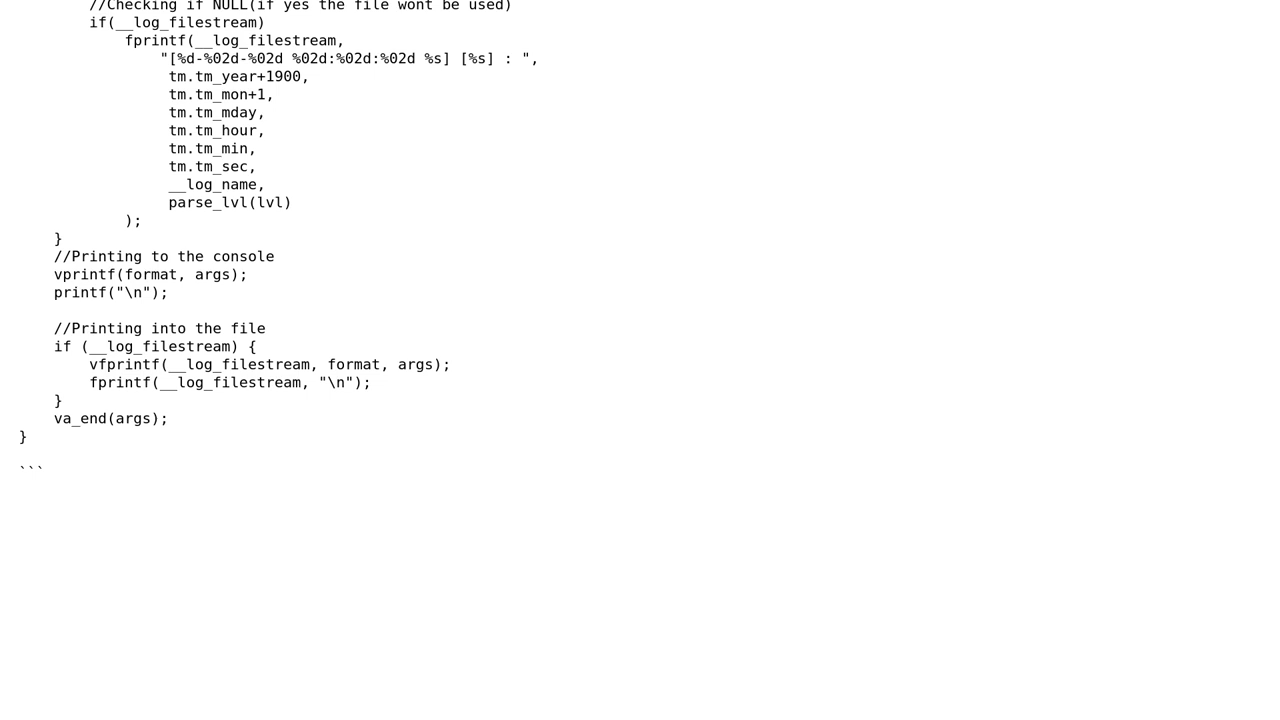 //Checking if NULL(if yes the file wont be used)
if(__log_filestream)
fprintf(__log_filestream,
"[%d-%02d-%02d %02d:%02d:%02d %s] [%s] : ",
tm.tm_year+1900,
tm.tm_mon+1,
tm.tm_mday,
tm.tm_hour,
tm.tm_min,
tm.tm_sec,
__log_name,
parse_lvl(lvl)
);
}
//Printing to the console
vprintf(format, args);
printf("\n");
//Printing into the file
if (__log_filestream) {
vfprintf(__log_filestream, format, args);
fprintf(__log_filestream, "\n");
}
va_end(args);
}
```